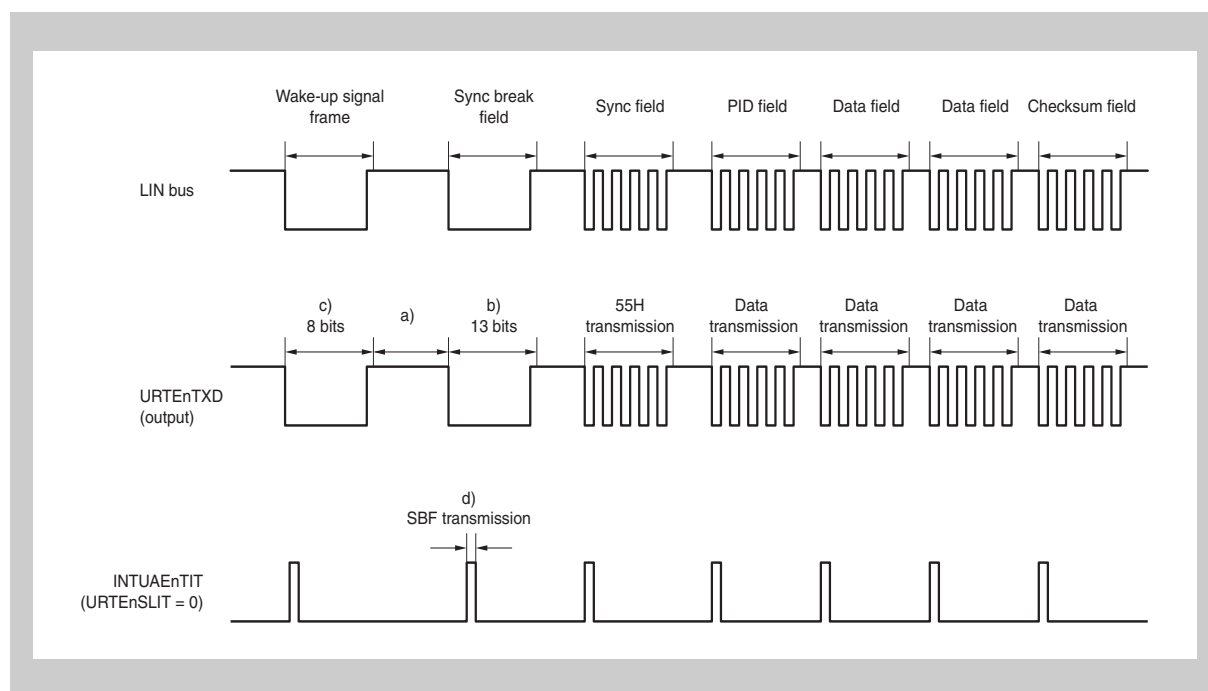 Wake-up signal
frame
Sync break
field
Sync field
PID field
Data field
Data field
Checksum field
LIN bus
c)
8 bits
a)
b)
13 bits
55H
transmission
Data
transmission
Data
transmission
Data
transmission
Data
transmission
URTEnTXD
(output)
d)
SBF transmission
INTUAEnTIT
(URTEnSLIT = 0)